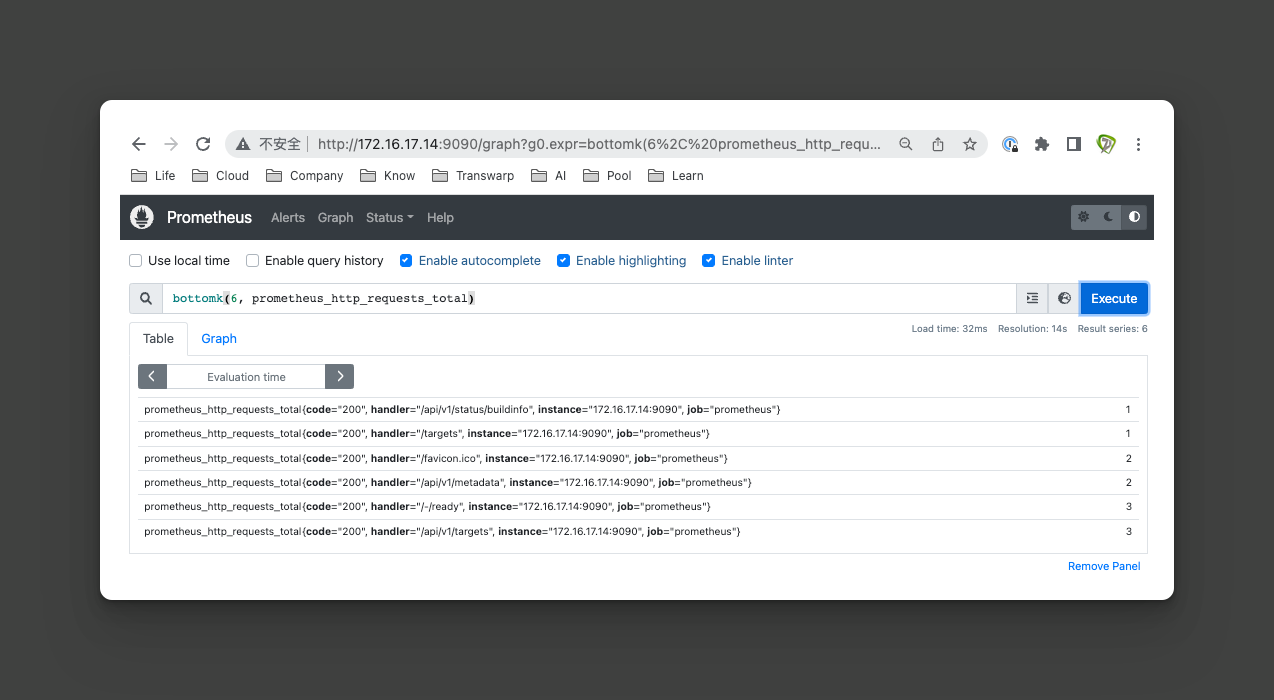 不安全 http://172.16.17.14:9090/graph?g0.expr=bottomk(6%2C%20prometheus_http_requ...
Life Cloud Company Know Transwarp AI Pool Learn
Prometheus Alerts Graph Status Help
Use local time Enable query history Enable autocomplete Enable highlighting Enable linter
bottomk(6, prometheus_http_requests_total) Execute
Table Graph Load time: 32ms Resolution: 14s Result series: 6
Evaluation time
prometheus_http_requests_total{code="200", handler="/api/v1/status/buildinfo", instance="172.16.17.14:9090", job="prometheus"} 1
prometheus_http_requests_total{code="200", handler="/targets", instance="172.16.17.14:9090", job="prometheus"} 1
prometheus_http_requests_total{code="200", handler="/favicon.ico", instance="172.16.17.14:9090", job="prometheus"} 2
prometheus_http_requests_total{code="200", handler="/api/v1/metadata", instance="172.16.17.14:9090", job="prometheus"} 2
prometheus_http_requests_total{code="200", handler="/-/ready", instance="172.16.17.14:9090", job="prometheus"} 3
prometheus_http_requests_total{code="200", handler="/api/v1/targets", instance="172.16.17.14:9090", job="prometheus"} 3
Remove Panel